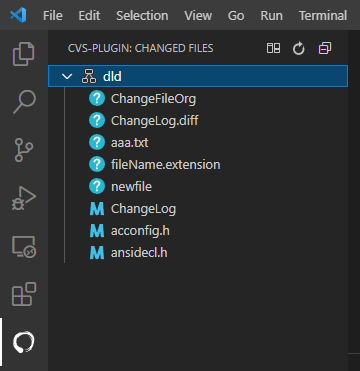 File Edit Selection View Go Run Terminal
CVS-PLUGIN: CHANGED FILES
dld
? ChangeFileOrg
? ChangeLog.diff
? aaa.txt
? fileName.extension
? newfile
M ChangeLog
M acconfig.h
M ansidecl.h